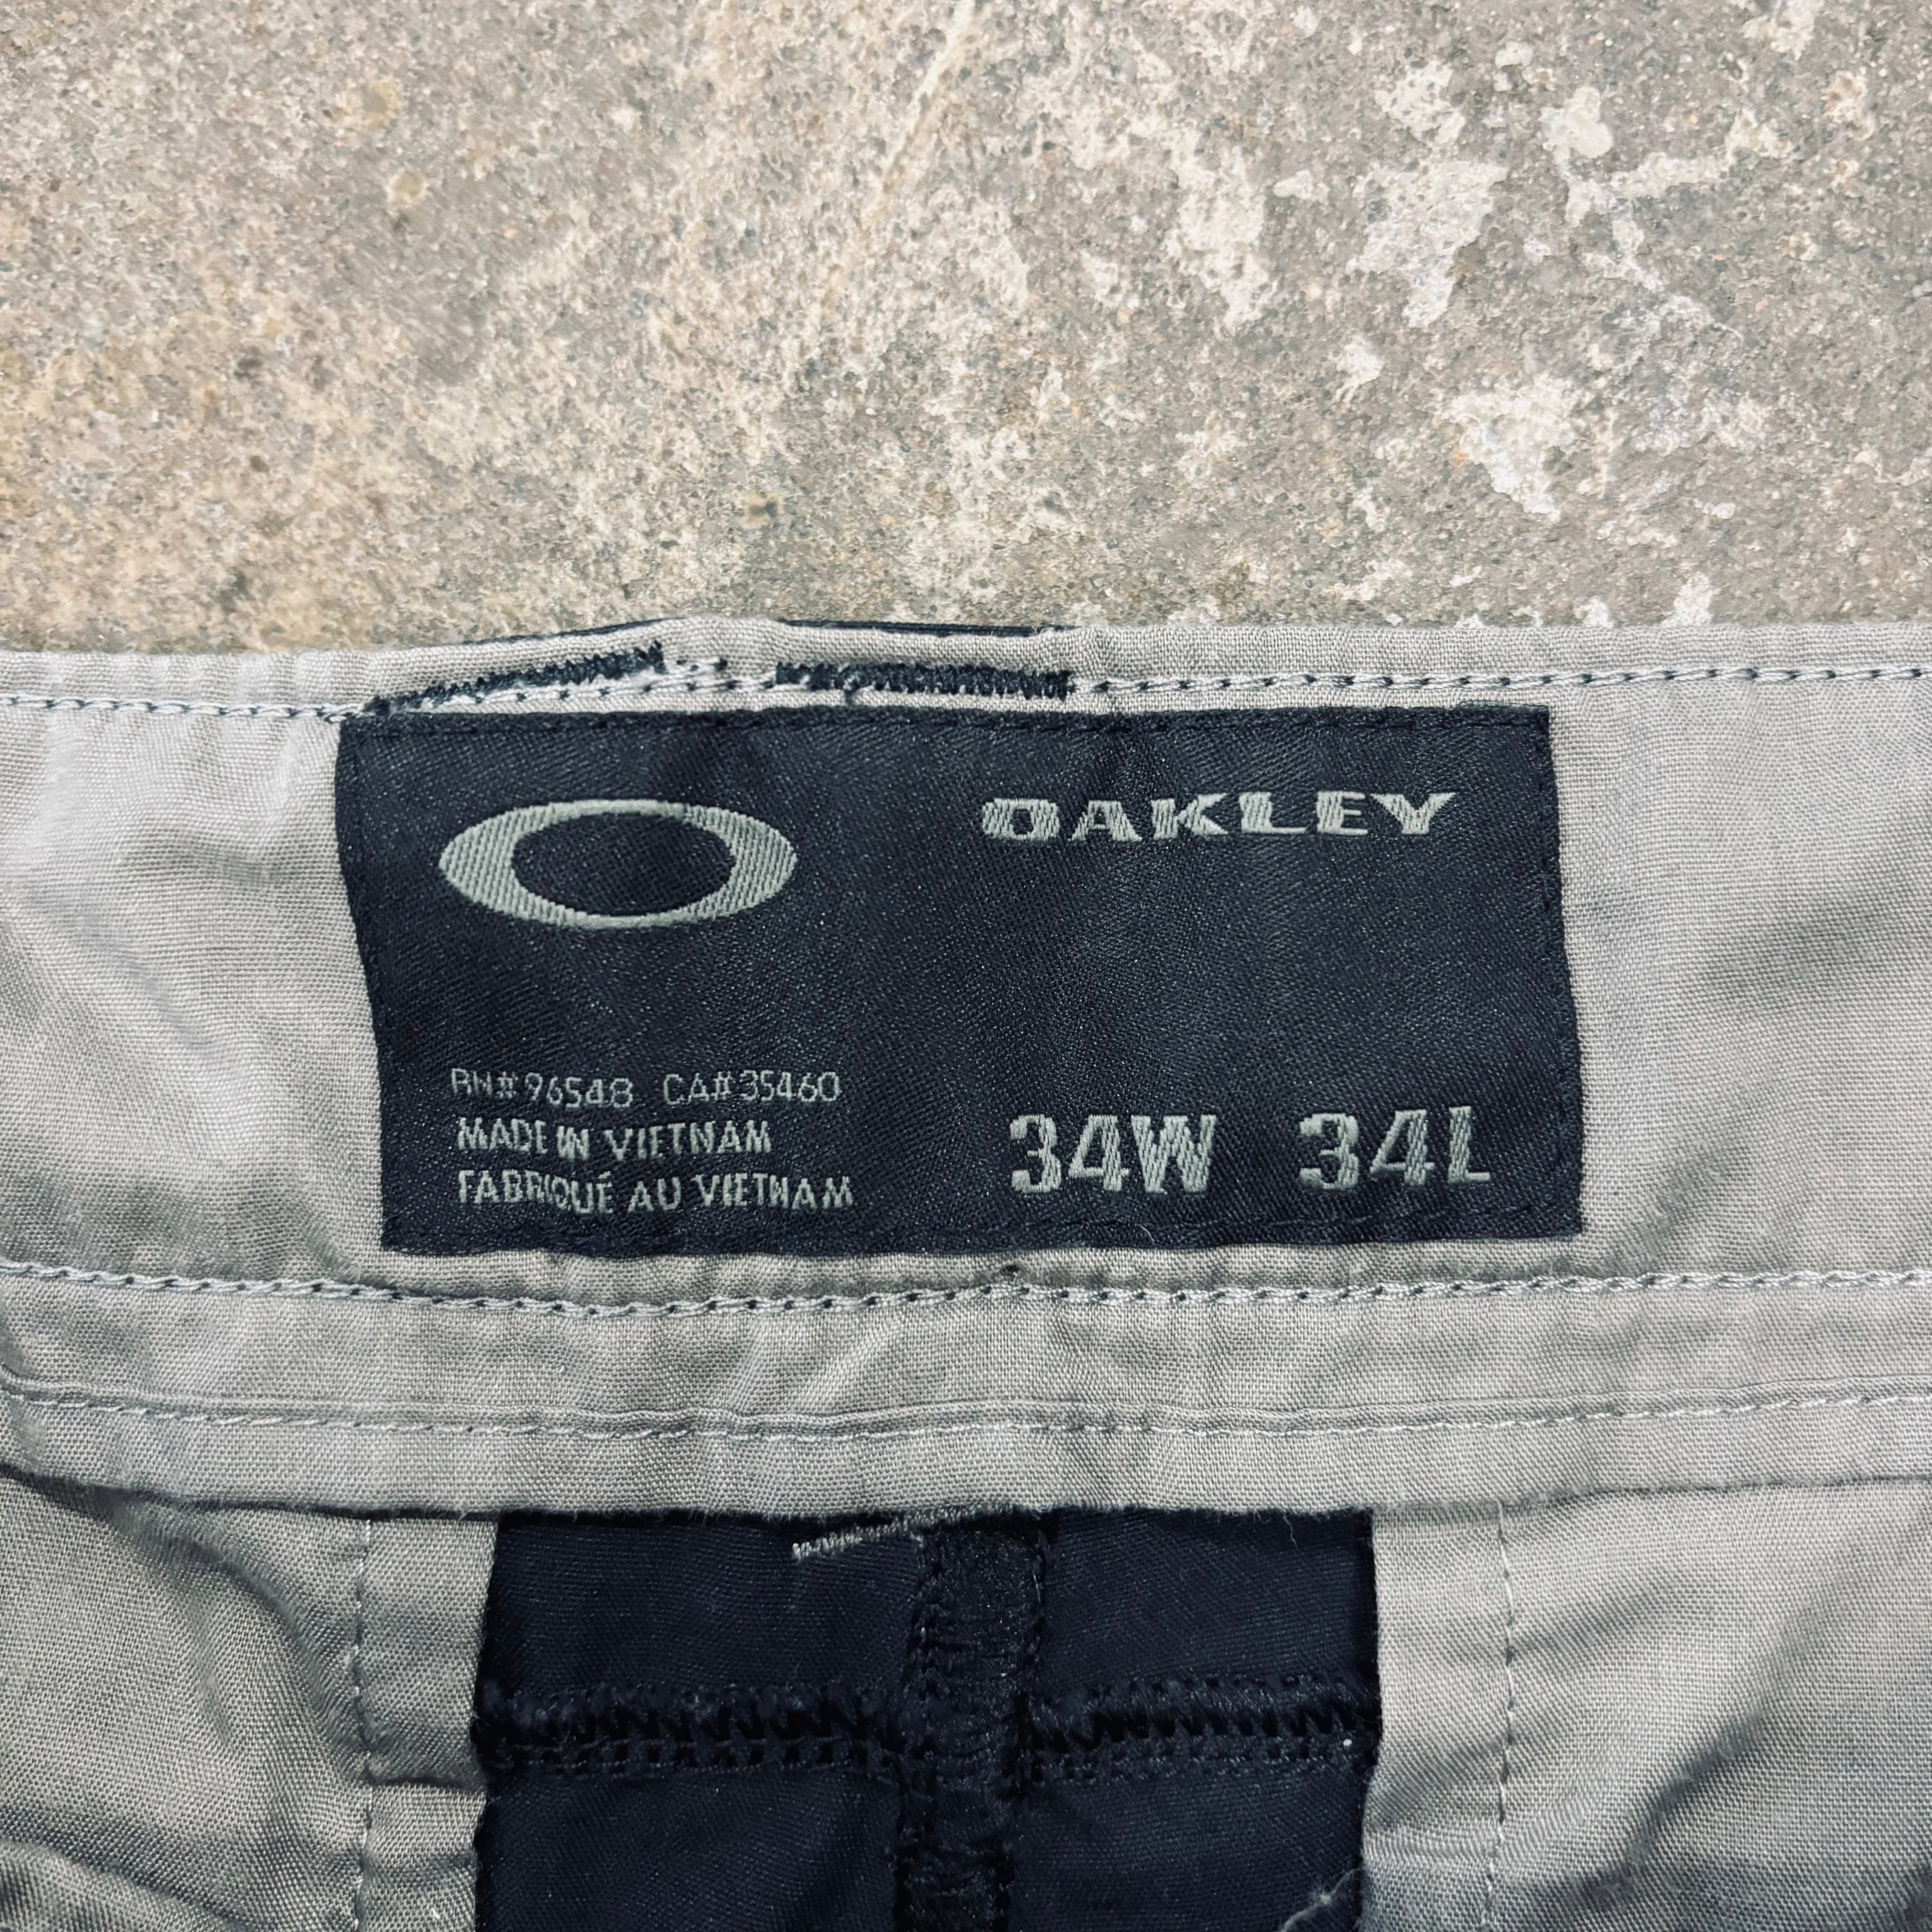 OAKLEY
RN# 96548 CA# 35460
MADE IN VIETNAM
FABRIQUÉ AU VIETNAM
34W 34L